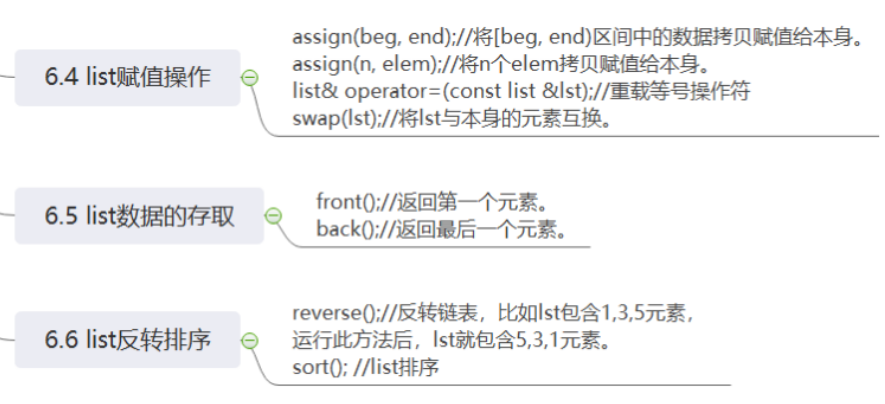 6.4 list赋值操作
assign(beg, end);//将[beg, end)区间中的数据拷贝赋值给本身。
assign(n, elem);//将n个elem拷贝赋值给本身。
list& operator=(const list &lst);//重载等号操作符
swap(lst);//将lst与本身的元素互换。
6.5 list数据的存取
front();//返回第一个元素。
back();//返回最后一个元素。
6.6 list反转排序
reverse();//反转链表，比如lst包含1,3,5元素，
运行此方法后，lst就包含5,3,1元素。
sort(); //list排序